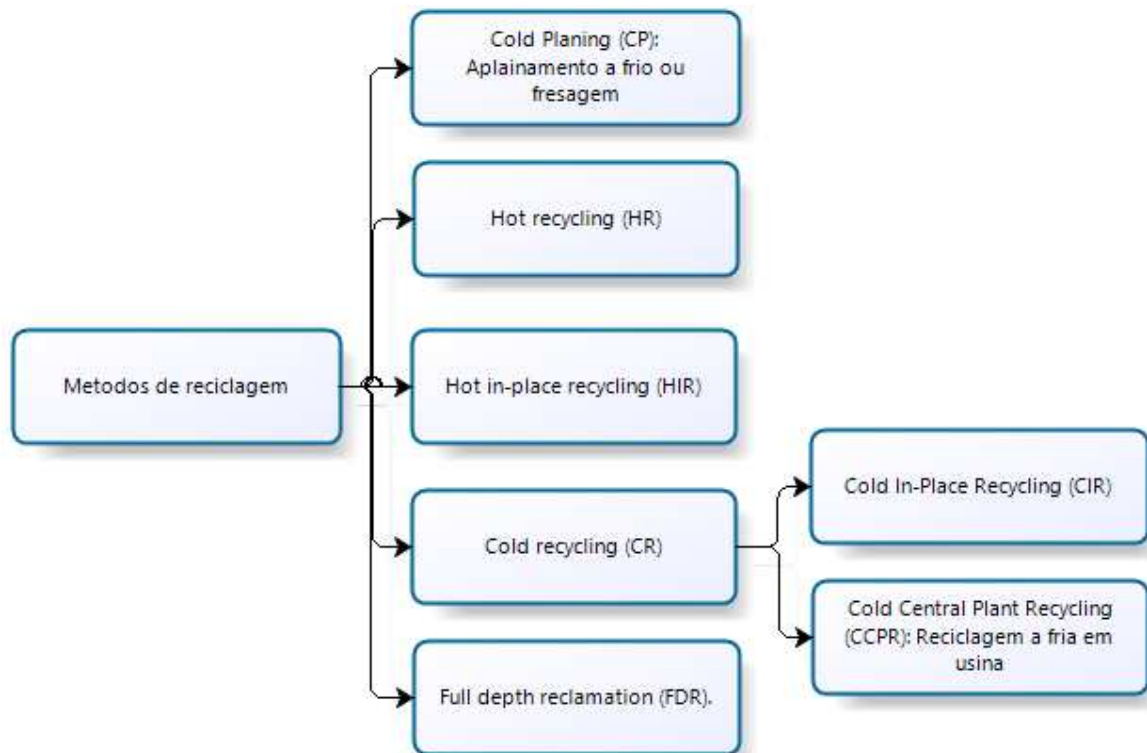 Cold Planing (CP):
Aplainamento a frio ou
fresagem
Hot recycling (HR)
Metodos de reciclagem
Hot in-place recycling (HIR)
Cold recycling (CR)
Cold In-Place Recycling (CIR)
Cold Central Plant Recycling
(CCPR): Reciclagem a fria em
usina
Full depth reclamation (FDR).